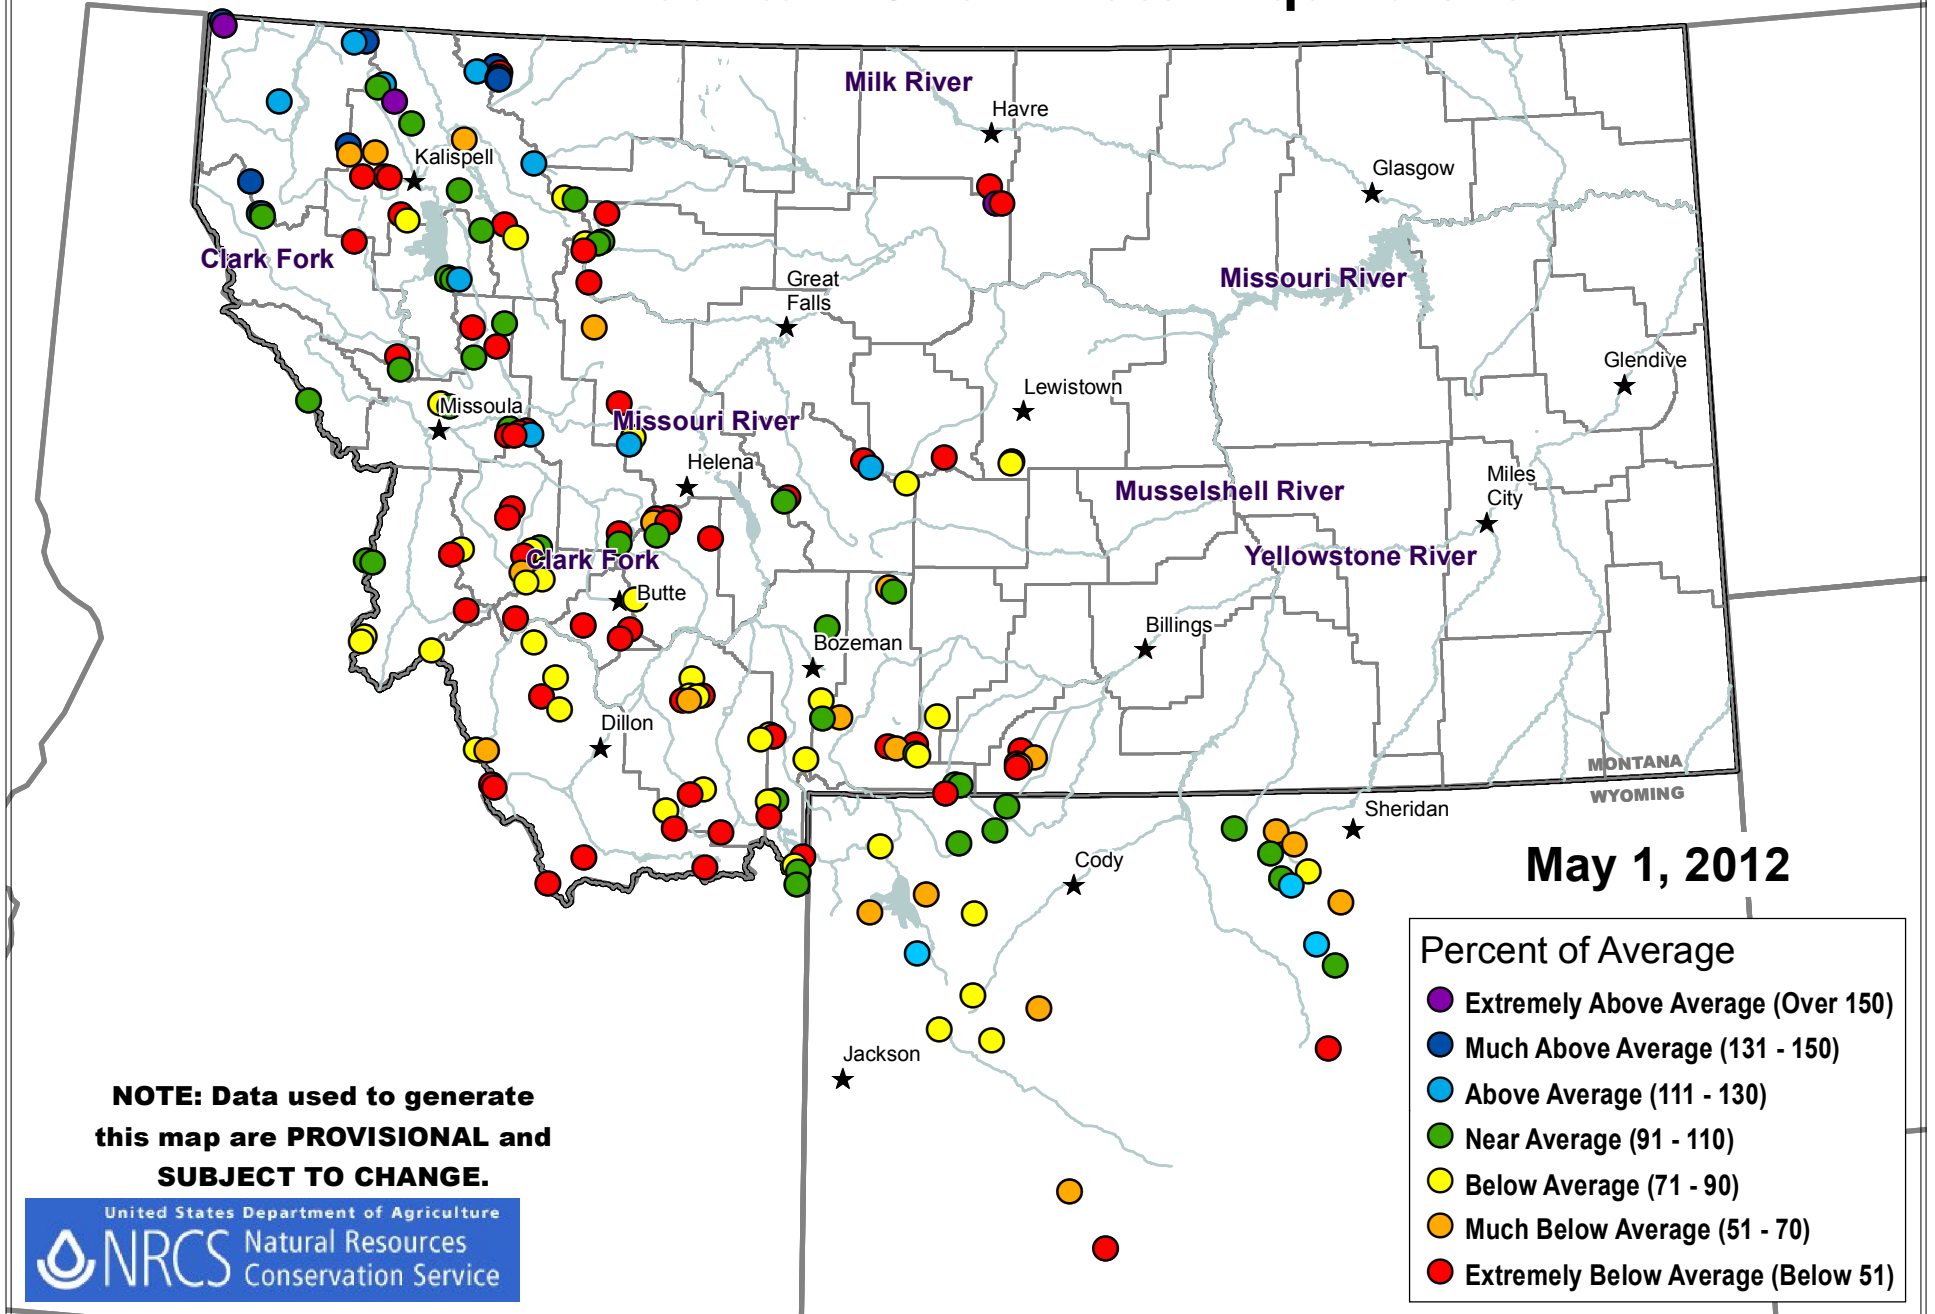 Milk River
Havre
Kalispell
Glasgow
Clark Fork
Great
Falls
Missouri River
Glendive
Lewistown
Missoula
Missouri River
Helena
Miles
City
Musselshell River
Clark Fork
Yellowstone River
Butte
Billings
Bozeman
Dillon
MONTANA
WYOMING
Sheridan
Cody
May 1, 2012
Jackson
Percent of Average
Extremely Above Average (Over 150)
Much Above Average (131 - 150)
Above Average (111 - 130)
Near Average (91 - 110)
Below Average (71 - 90)
Much Below Average (51 - 70)
Extremely Below Average (Below 51)
NOTE: Data used to generate
this map are PROVISIONAL and
SUBJECT TO CHANGE.
United States Department of Agriculture
NRCS
Natural Resources
Conservation Service